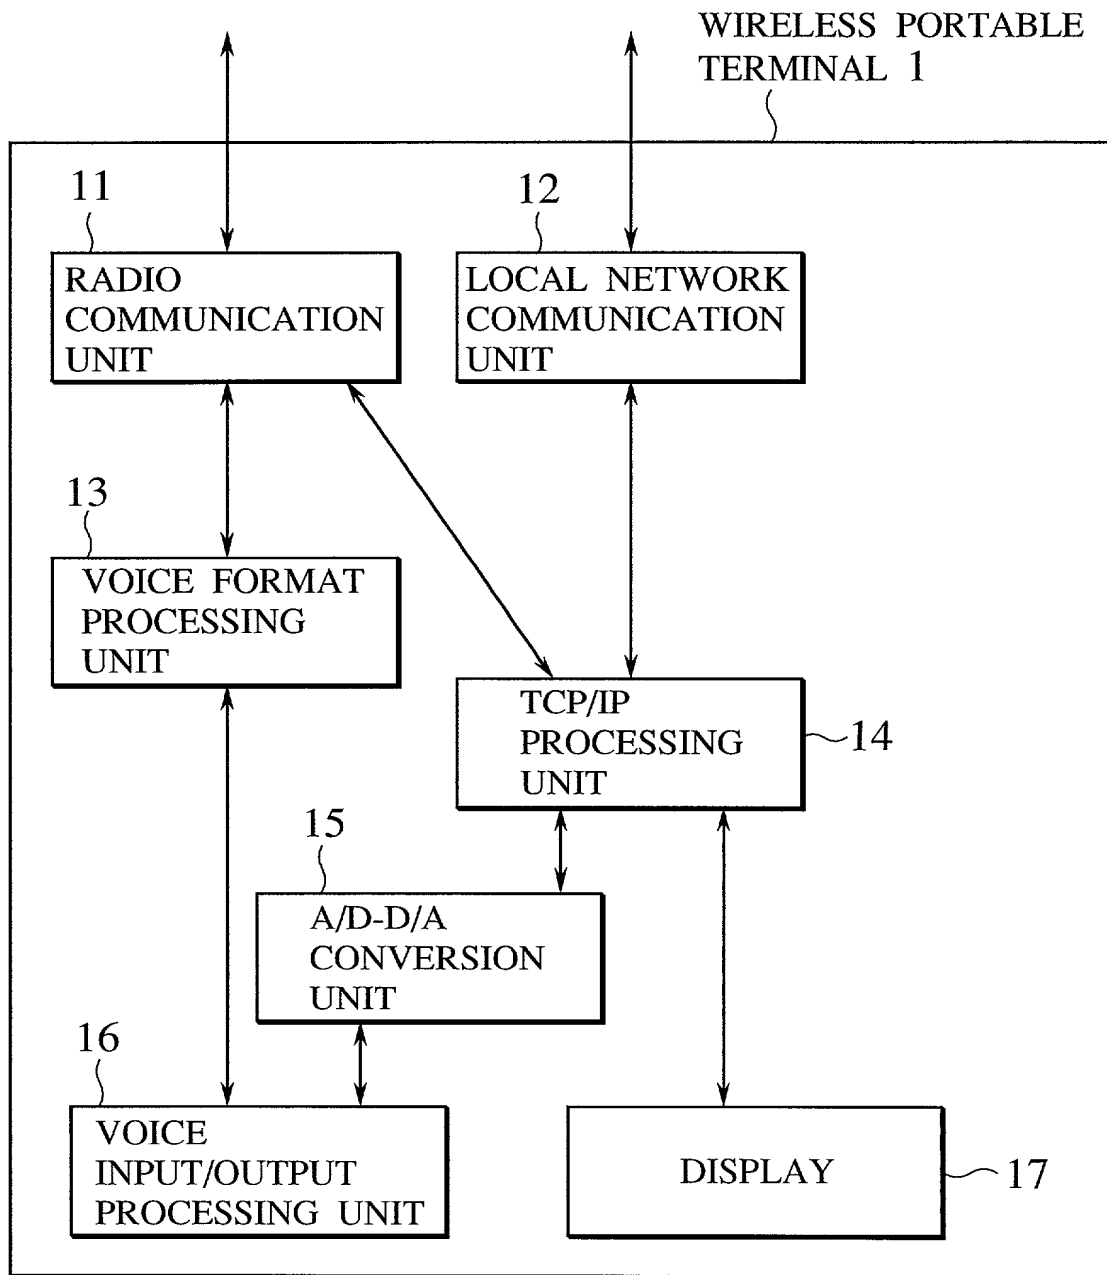 WIRELESS PORTABLE
TERMINAL 1
11
RADIO
COMMUNICATION
UNIT
12
LOCAL NETWORK
COMMUNICATION
UNIT
13
VOICE FORMAT
PROCESSING
UNIT
TCP/IP
PROCESSING
UNIT
14
15
A/D-D/A
CONVERSION
UNIT
16
VOICE
INPUT/OUTPUT
PROCESSING UNIT
DISPLAY
17